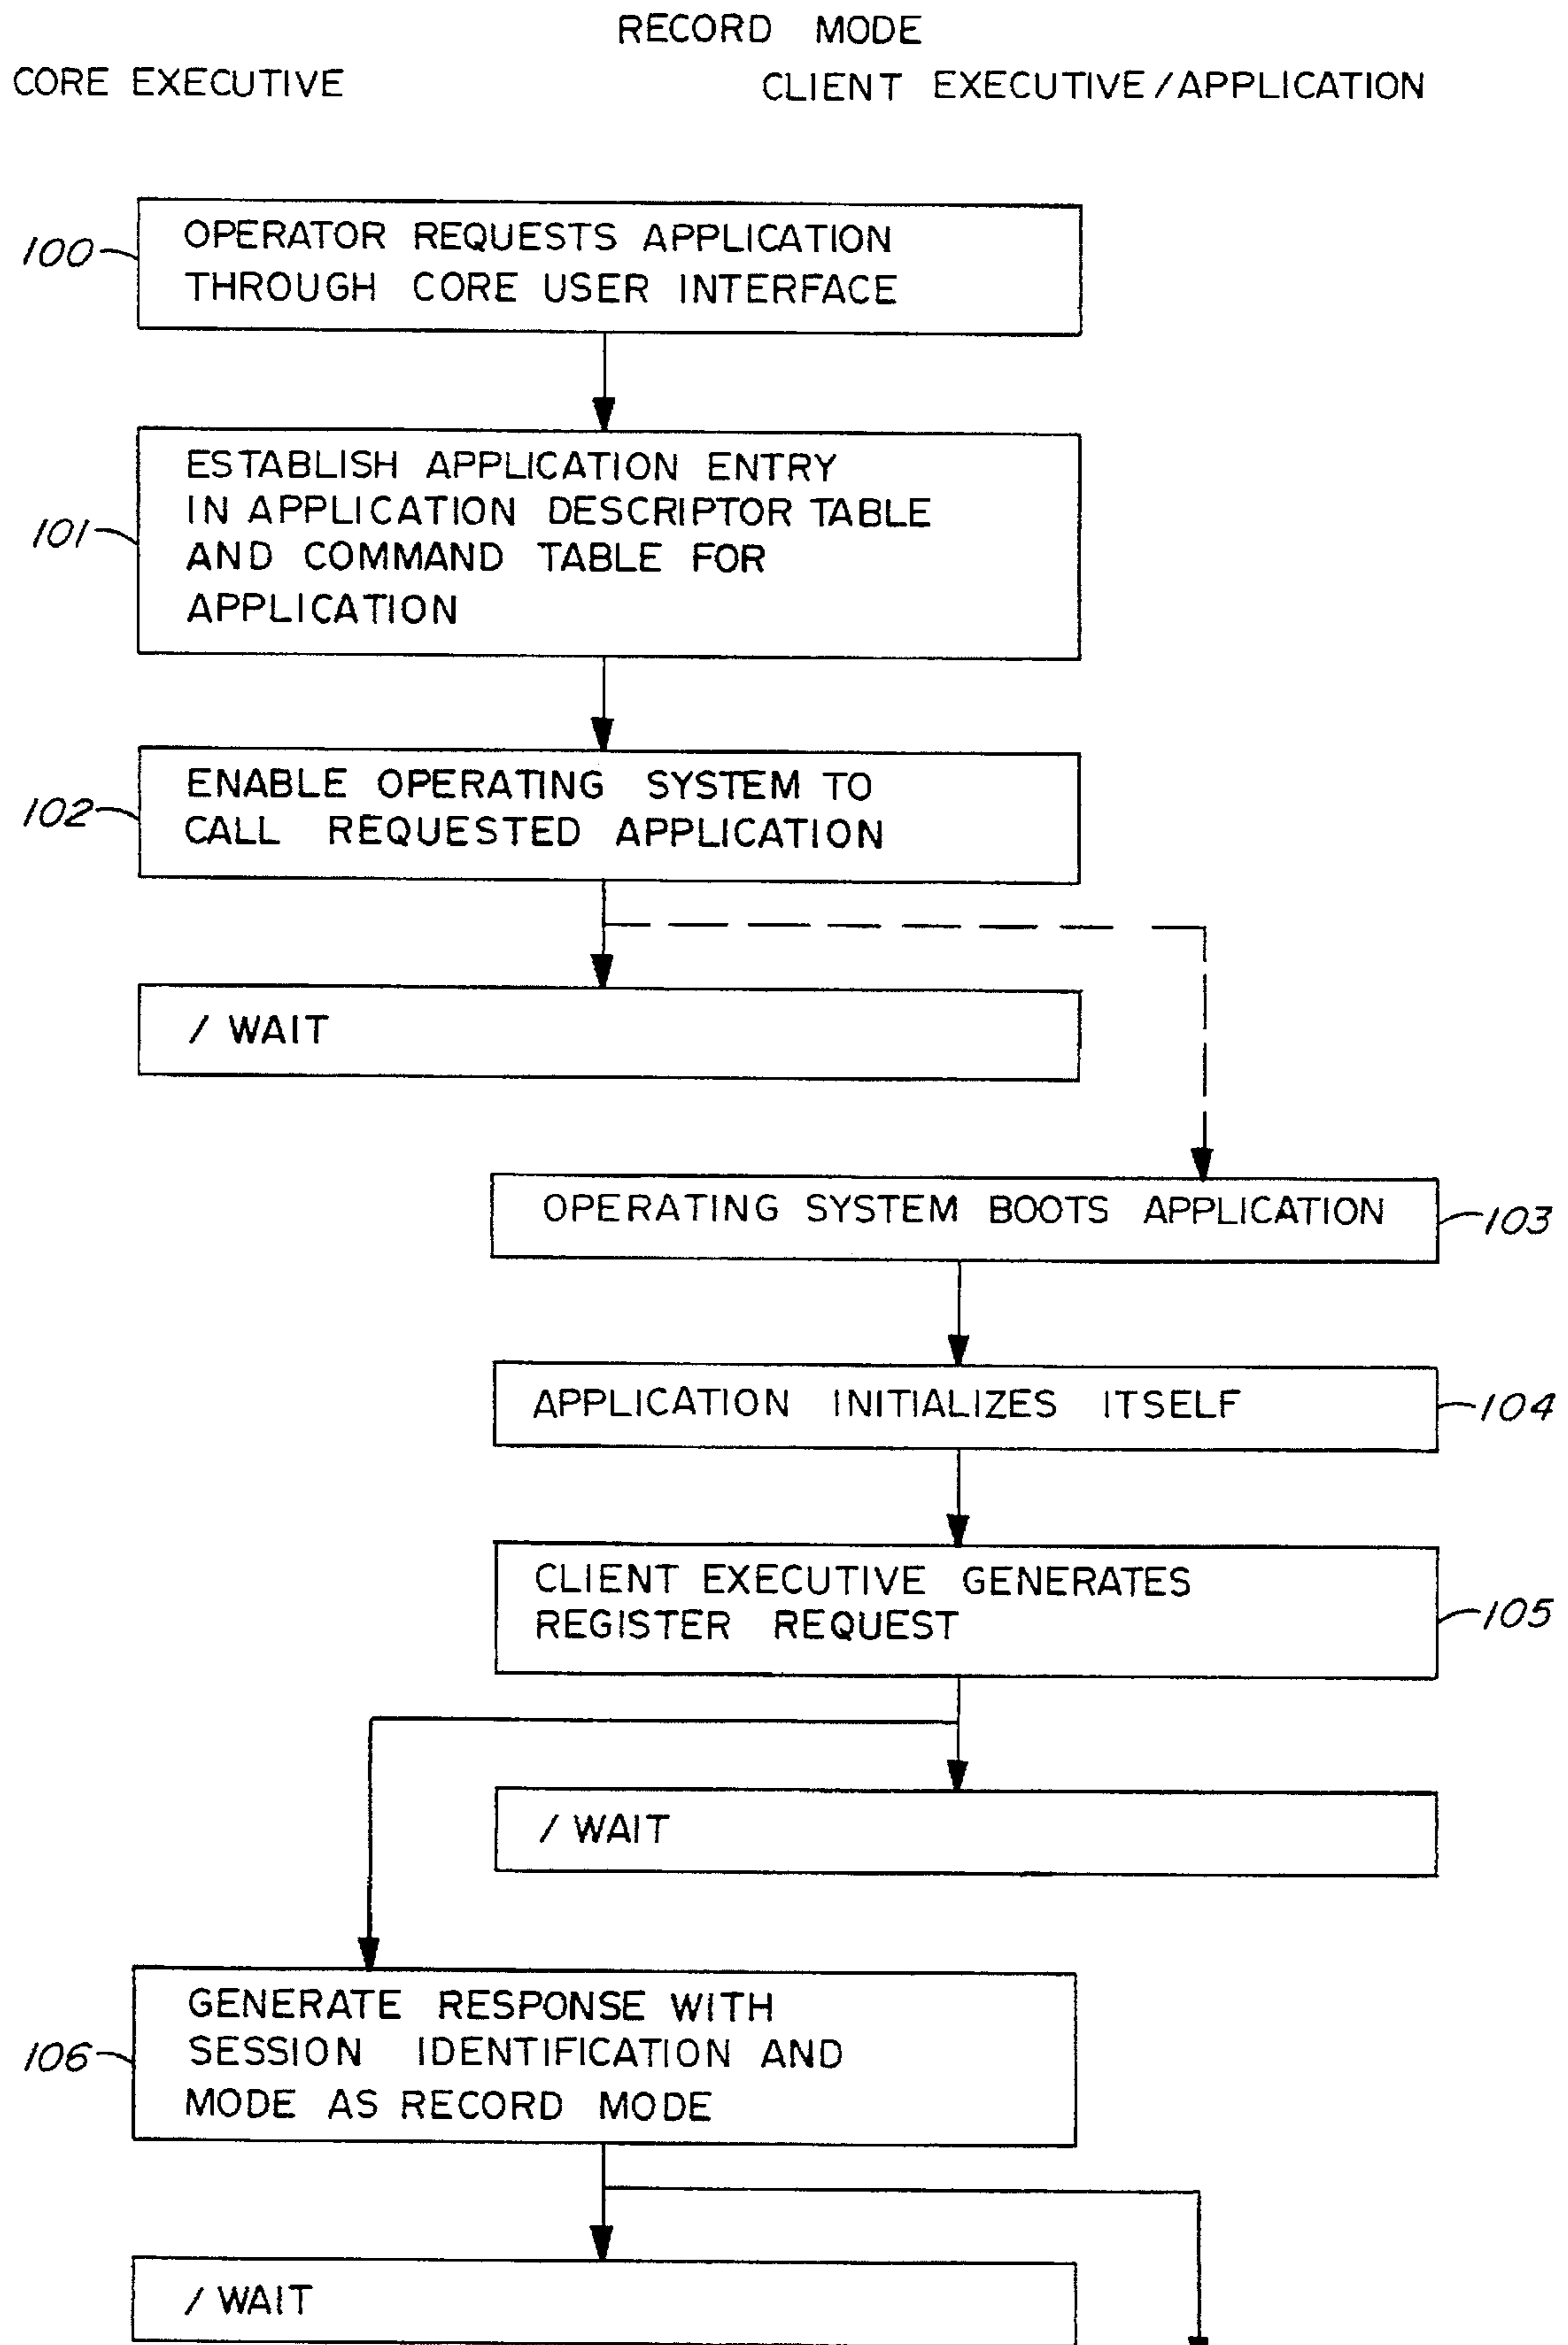 RECORD MODE
CORE EXECUTIVE
CLIENT EXECUTIVE/APPLICATION
100
OPERATOR REQUESTS APPLICATION
THROUGH CORE USER INTERFACE
ESTABLISH APPLICATION ENTRY
IN APPLICATION DESCRIPTOR TABLE
101
AND COMMAND TABLE FOR
APPLICATION
102
ENABLE OPERATING SYSTEM TO
CALL REQUESTED APPLICATION
/ WAIT
OPERATING SYSTEM BOOTS APPLICATION
103
APPLICATION INITIALIZES ITSELF
104
CLIENT EXECUTIVE GENERATES
REGISTER REQUEST
105
/ WAIT
GENERATE RESPONSE WITH
106
SESSION IDENTIFICATION AND
MODE AS RECORD MODE
/ WAIT